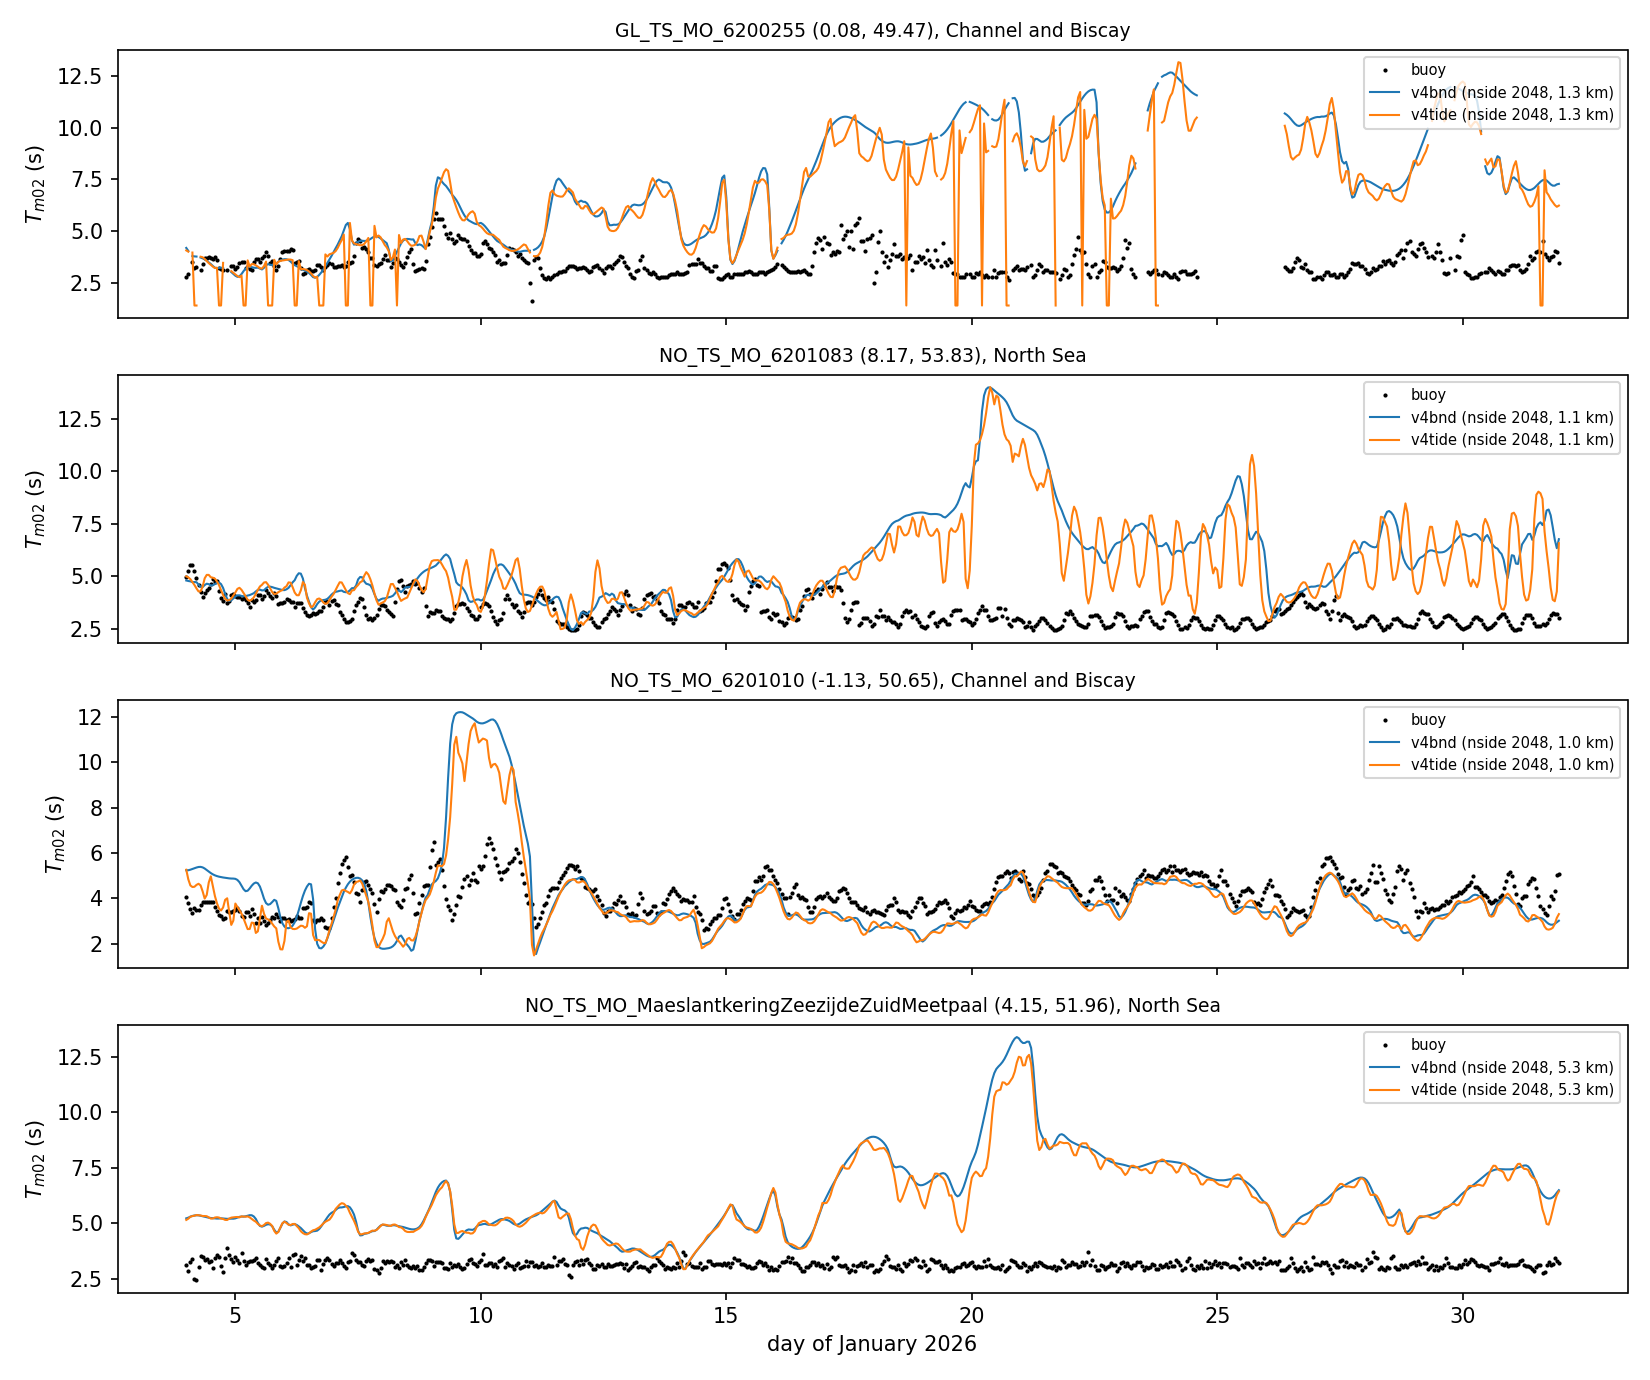 GL_TS_MO_6200255 (0.08, 49.47), Channel and Biscay
12.5
10.0
7.5
5.0
2.5
T_m02 (s)
buoy
v4bnd (nside 2048, 1.3 km)
v4tide (nside 2048, 1.3 km)
NO_TS_MO_6201083 (8.17, 53.83), North Sea
12.5
10.0
7.5
5.0
2.5
T_m02 (s)
buoy
v4bnd (nside 2048, 1.1 km)
v4tide (nside 2048, 1.1 km)
NO_TS_MO_6201010 (-1.13, 50.65), Channel and Biscay
12
10
8
6
4
2
T_m02 (s)
buoy
v4bnd (nside 2048, 1.0 km)
v4tide (nside 2048, 1.0 km)
NO_TS_MO_MaeslantkeringZeezijdeZuidMeetpaal (4.15, 51.96), North Sea
12.5
10.0
7.5
5.0
2.5
T_m02 (s)
buoy
v4bnd (nside 2048, 5.3 km)
v4tide (nside 2048, 5.3 km)
5 10 15 20 25 30
day of January 2026